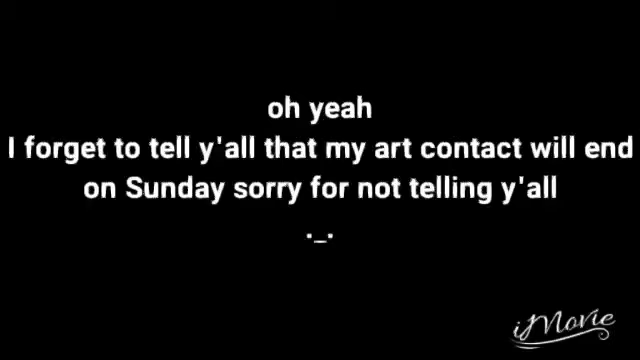 oh yeah
I forget to tell y'all that my art contact will end
on Sunday sorry for not telling y'all
._.
iMovie